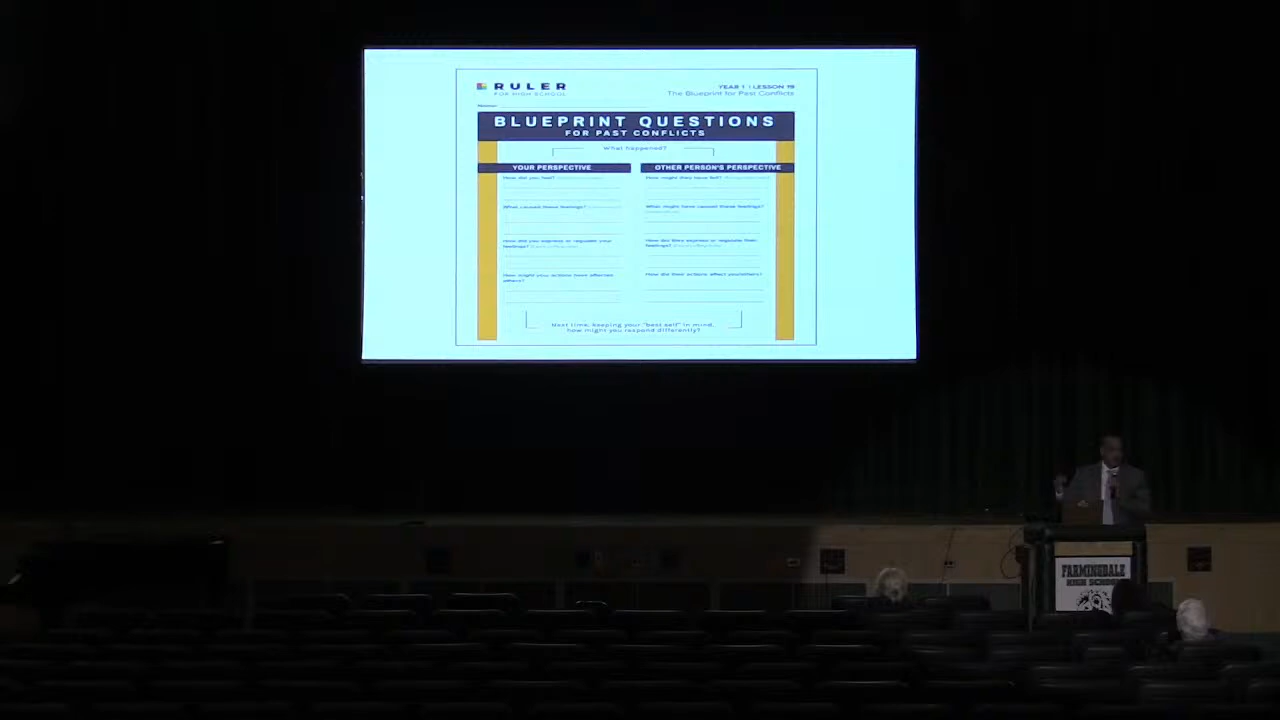 RULER
FOR HIGH SCHOOL
YEAR 1 | LESSON 19
The Blueprint for Past Conflicts
Name:
BLUEPRINT QUESTIONS
FOR PAST CONFLICTS
What happened?
YOUR PERSPECTIVE
How did you feel?
What caused these feelings?
How did you express or regulate your
feelings?
How might your actions have affected
others?
OTHER PERSON'S PERSPECTIVE
How might they have felt?
What might have caused these feelings?
How did they express or regulate their
feelings?
How did their actions affect you/others?
Next time, keeping your "best self" in mind,
how might you respond differently?
FARMINGDALE
HIGH SCHOOL